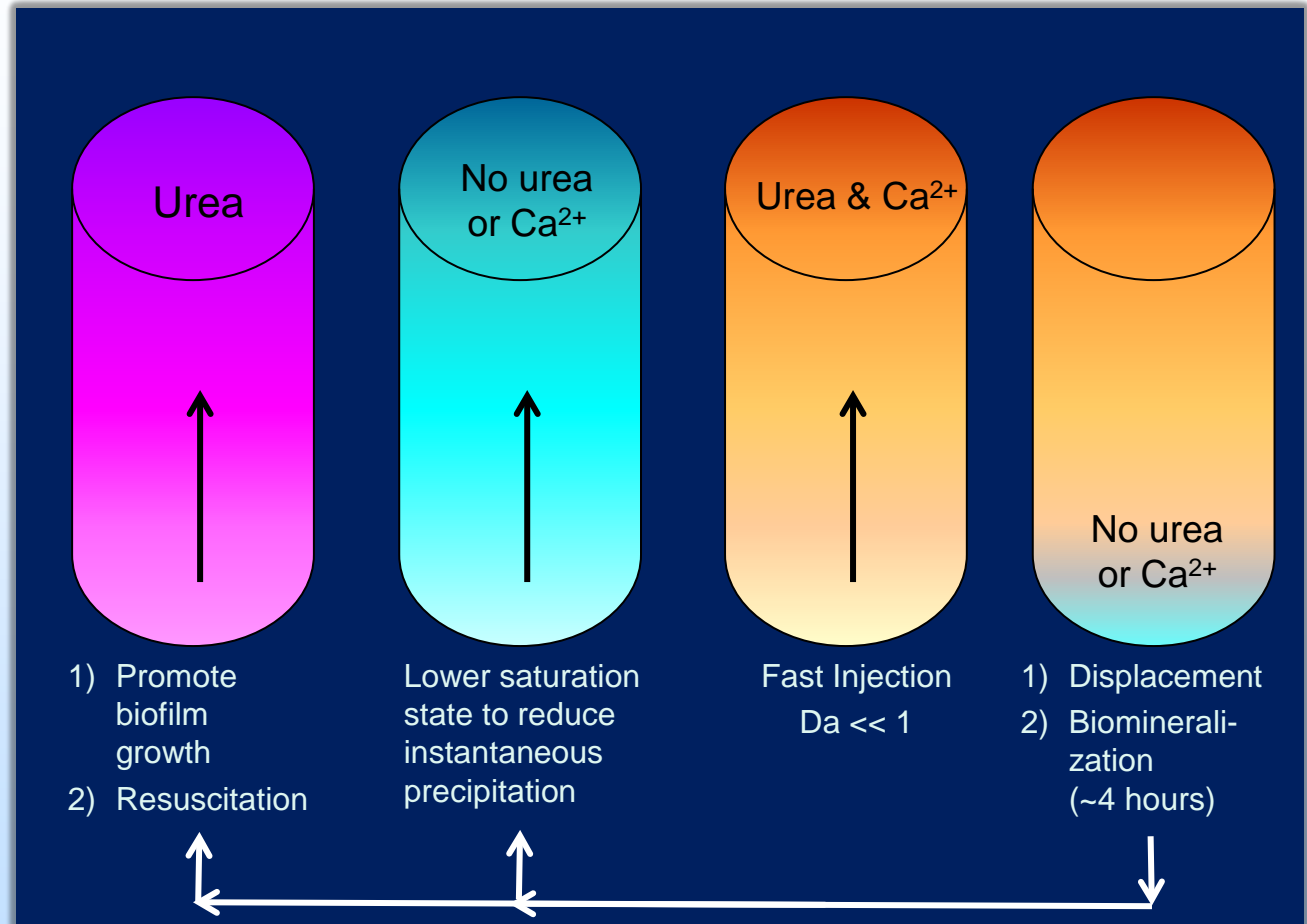 Urea
No urea
or Ca²⁺
Urea & Ca²⁺
No urea
or Ca²⁺
1) Promote
biofilm
growth
2) Resuscitation
Lower saturation
state to reduce
instantaneous
precipitation
Fast Injection
Da << 1
1) Displacement
2) Biominerali-
zation
(~4 hours)